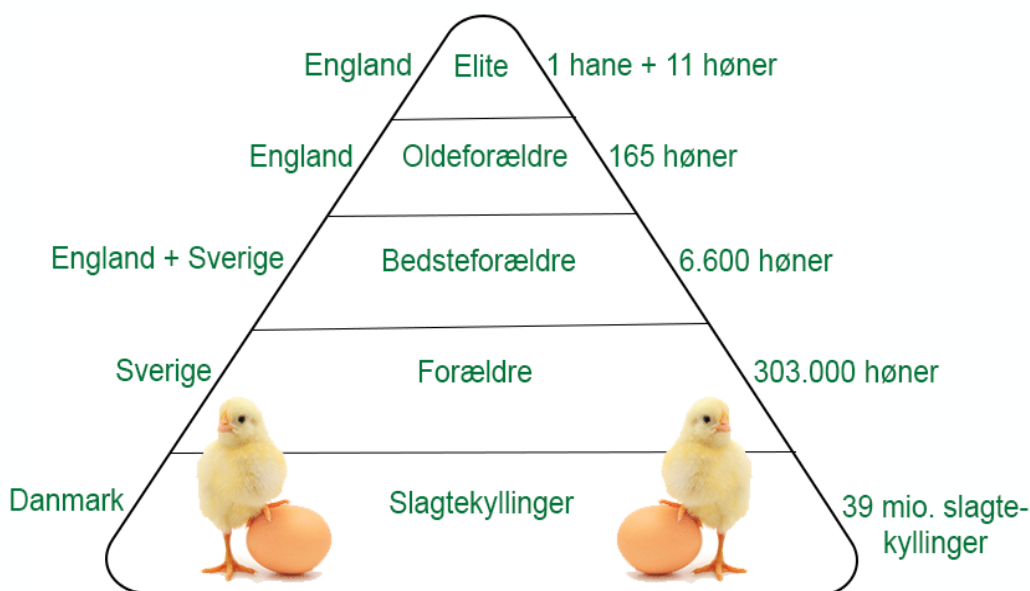 England Elite 1 hane + 11 høner
England Oldeforældre 165 høner
England + Sverige Bedsteforældre 6.600 høner
Sverige Forældre 303.000 høner
Danmark Slagtekyllinger 39 mio. slagte-
kyllinger